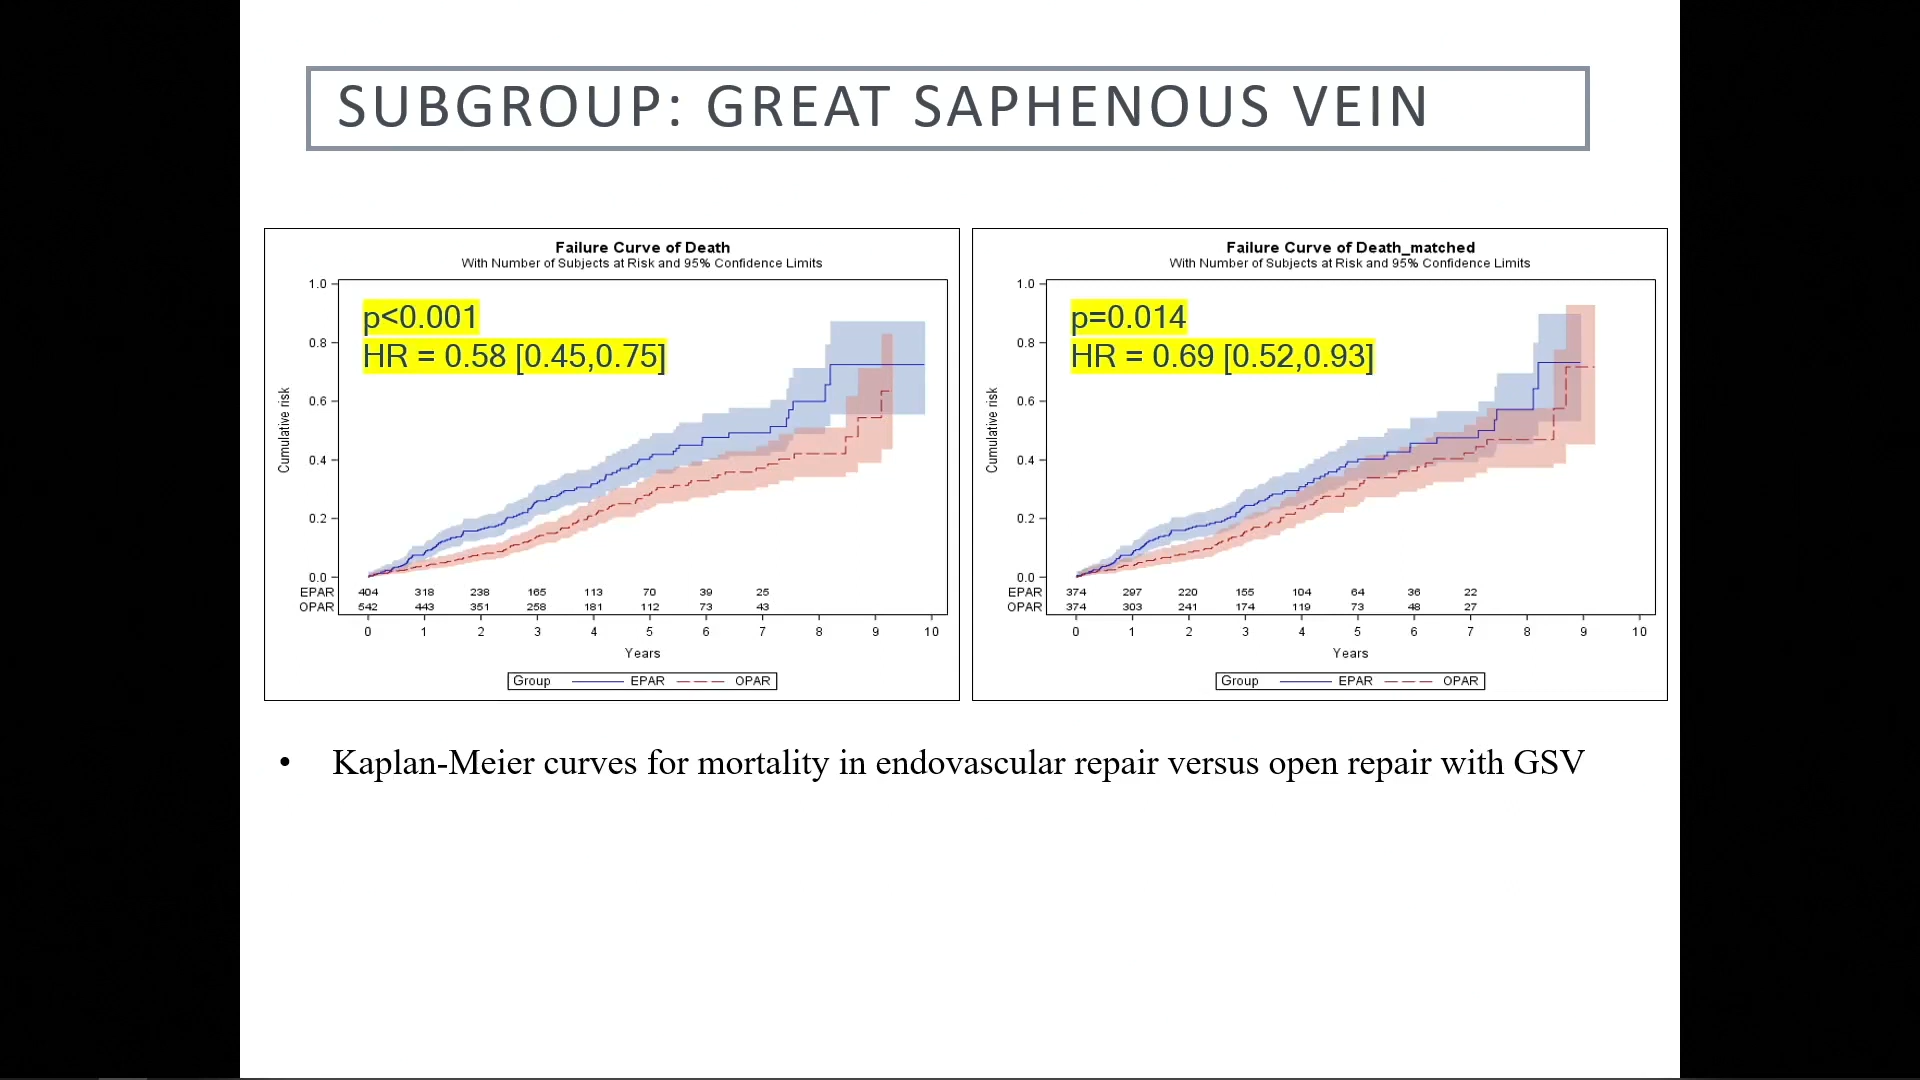 SUBGROUP: GREAT SAPHENOUS VEIN
Failure Curve of Death
With Number of Subjects at Risk and 95% Confidence Limits
p<0.001
HR = 0.58 [0.45,0.75]
Cumulative risk
1.0
0.8
0.6
0.4
0.2
0.0
EPAR 404 318 238 165 113 70 39 25
OPAR 542 443 351 258 181 112 73 43
0 1 2 3 4 5 6 7 8 9 10
Years
Group EPAR OPAR
Failure Curve of Death_matched
With Number of Subjects at Risk and 95% Confidence Limits
p=0.014
HR = 0.69 [0.52,0.93]
Cumulative risk
1.0
0.8
0.6
0.4
0.2
0.0
EPAR 374 297 220 155 104 64 36 22
OPAR 374 303 241 174 119 73 48 27
0 1 2 3 4 5 6 7 8 9 10
Years
Group EPAR OPAR
• Kaplan-Meier curves for mortality in endovascular repair versus open repair with GSV